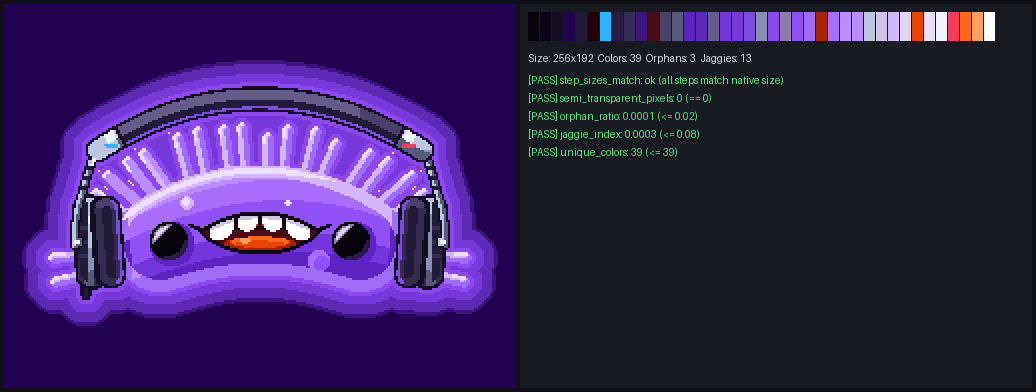 Size: 256x192 Colors: 39 Orphans: 3 Jaggies: 13
[PASS] step_sizes_match: ok (all steps match native size)
[PASS] semi_transparent_pixels: 0 (== 0)
[PASS] orphan_ratio: 0.0001 (<= 0.02)
[PASS] jaggie_index: 0.0003 (<= 0.08)
[PASS] unique_colors: 39 (<= 39)